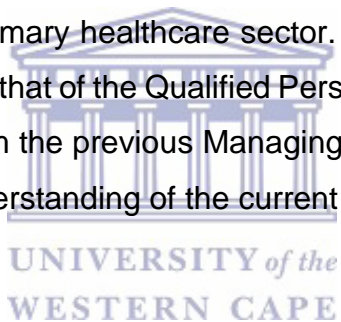 mary healthcare sector.
that of the Qualified Pers
the previous Managing
erstanding of the current
UNIVERSITY of the
WESTERN CAPE